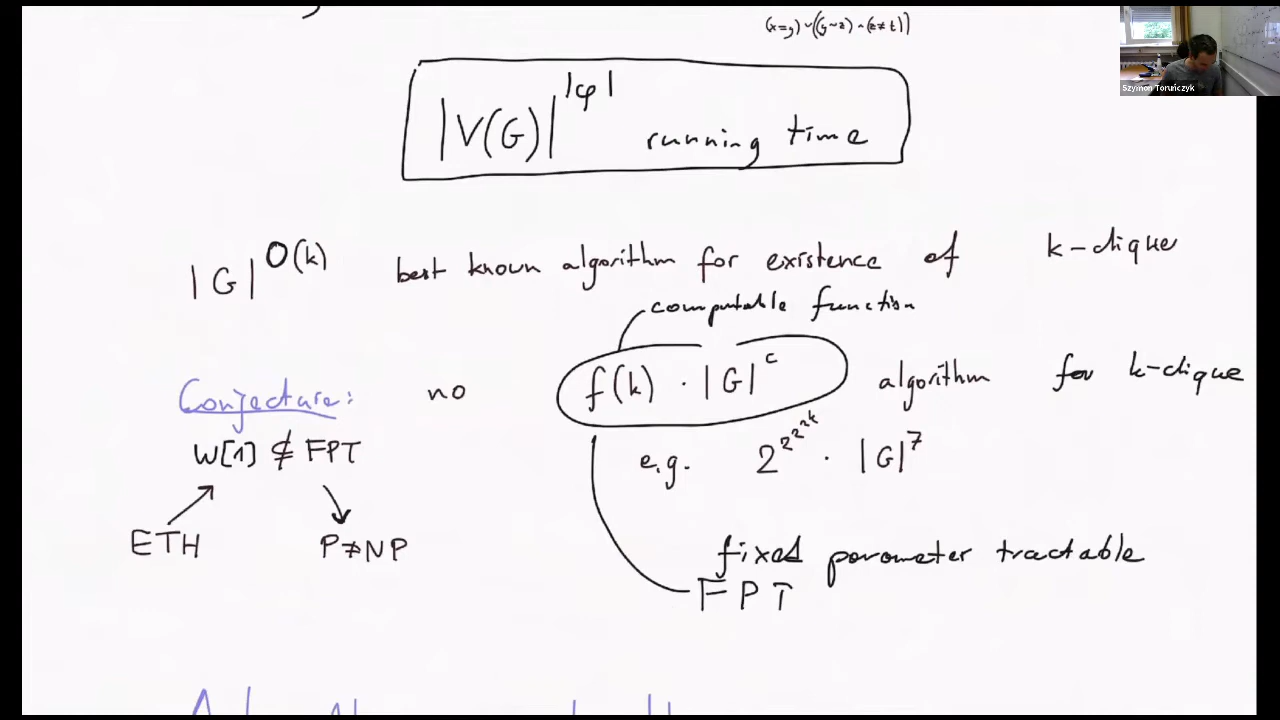 (x=y)∨((y~z)∧(z≠t))
Szymon Toruńczyk
|V(G)|^|φ| running time
|G|^O(k) best known algorithm for existence of k-clique
computable function
Conjecture: no f(k) · |G|^c algorithm for k-clique
W[1] ⊄ FPT
e.g. 2^2^2^2^k · |G|^7
ETH P≠NP
fixed parameter tractable
FPT